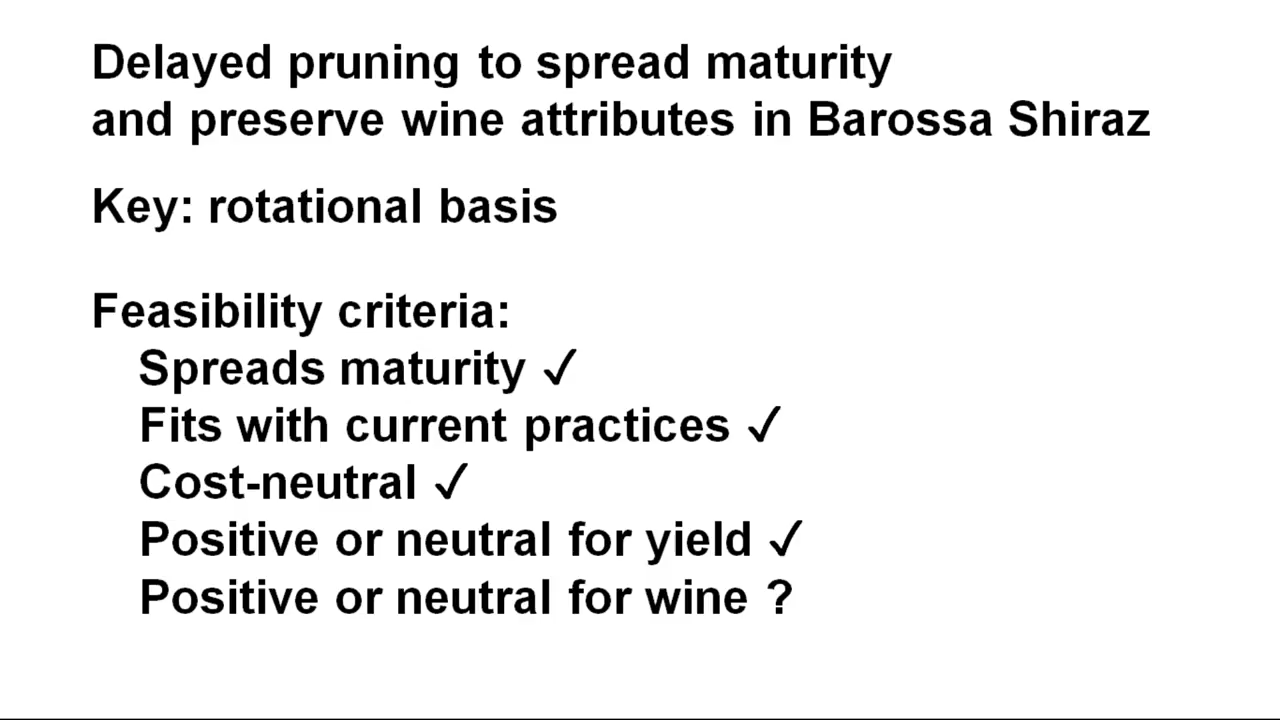 Delayed pruning to spread maturity
and preserve wine attributes in Barossa Shiraz
Key: rotational basis
Feasibility criteria:
Spreads maturity ✓
Fits with current practices ✓
Cost-neutral ✓
Positive or neutral for yield ✓
Positive or neutral for wine ?